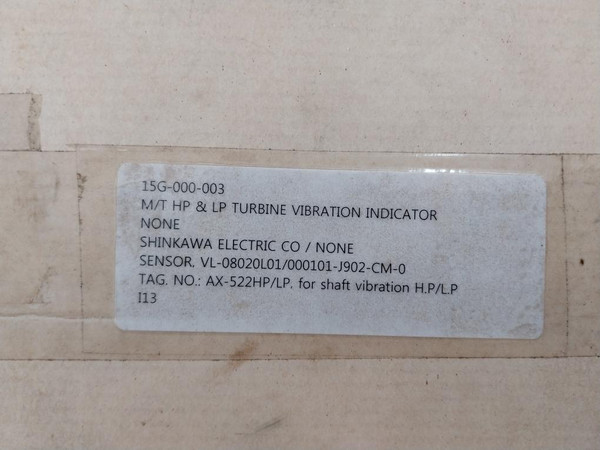 15G-000-003
M/T HP & LP TURBINE VIBRATION INDICATOR
NONE
SHINKAWA ELECTRIC CO / NONE
SENSOR. VL-08020L01/000101-J902-CM-0
TAG. NO.: AX-522HP/LP. for shaft vibration H.P/L.P
I13